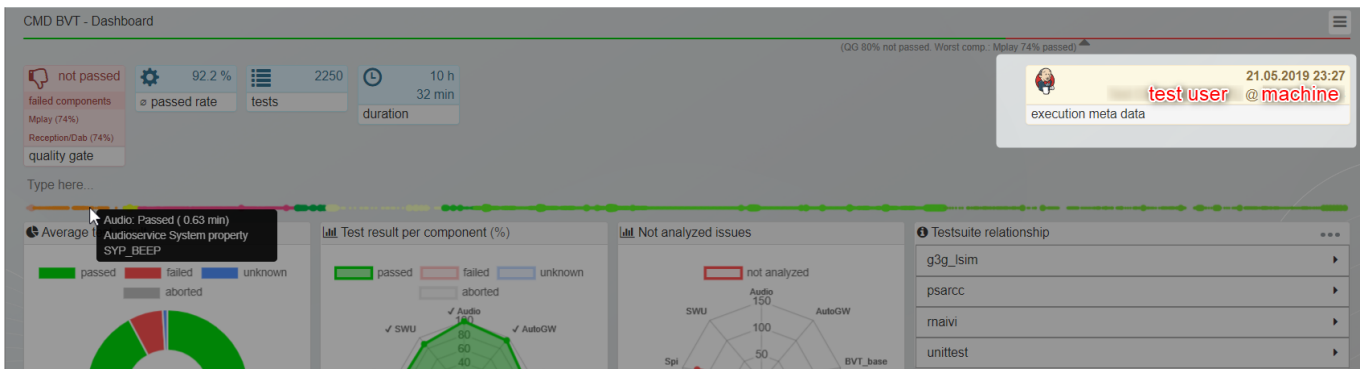 CMD BVT - Dashboard
(QG 80% not passed. Worst comp.: Mplay 74% passed)
not passed
failed components
Mplay (74%)
Reception/Dab (74%)
quality gate
92.2 %
⌀ passed rate
2250
tests
10 h
32 min
duration
21.05.2019 23:27
test user @ machine
execution meta data
Type here...
Audio: Passed ( 0.63 min)
Audioservice System property
SYP_BEEP
Average t
passed failed unknown
aborted
Test result per component (%)
passed failed unknown
aborted
✓ Audio
✓ SWU
✓ AutoGW
100
80
60
40
Not analyzed issues
not analyzed
Audio
SWU
AutoGW
Spi
BVT_base
150
100
50
Testsuite relationship
g3g_lsim
psarcc
rnaivi
unittest